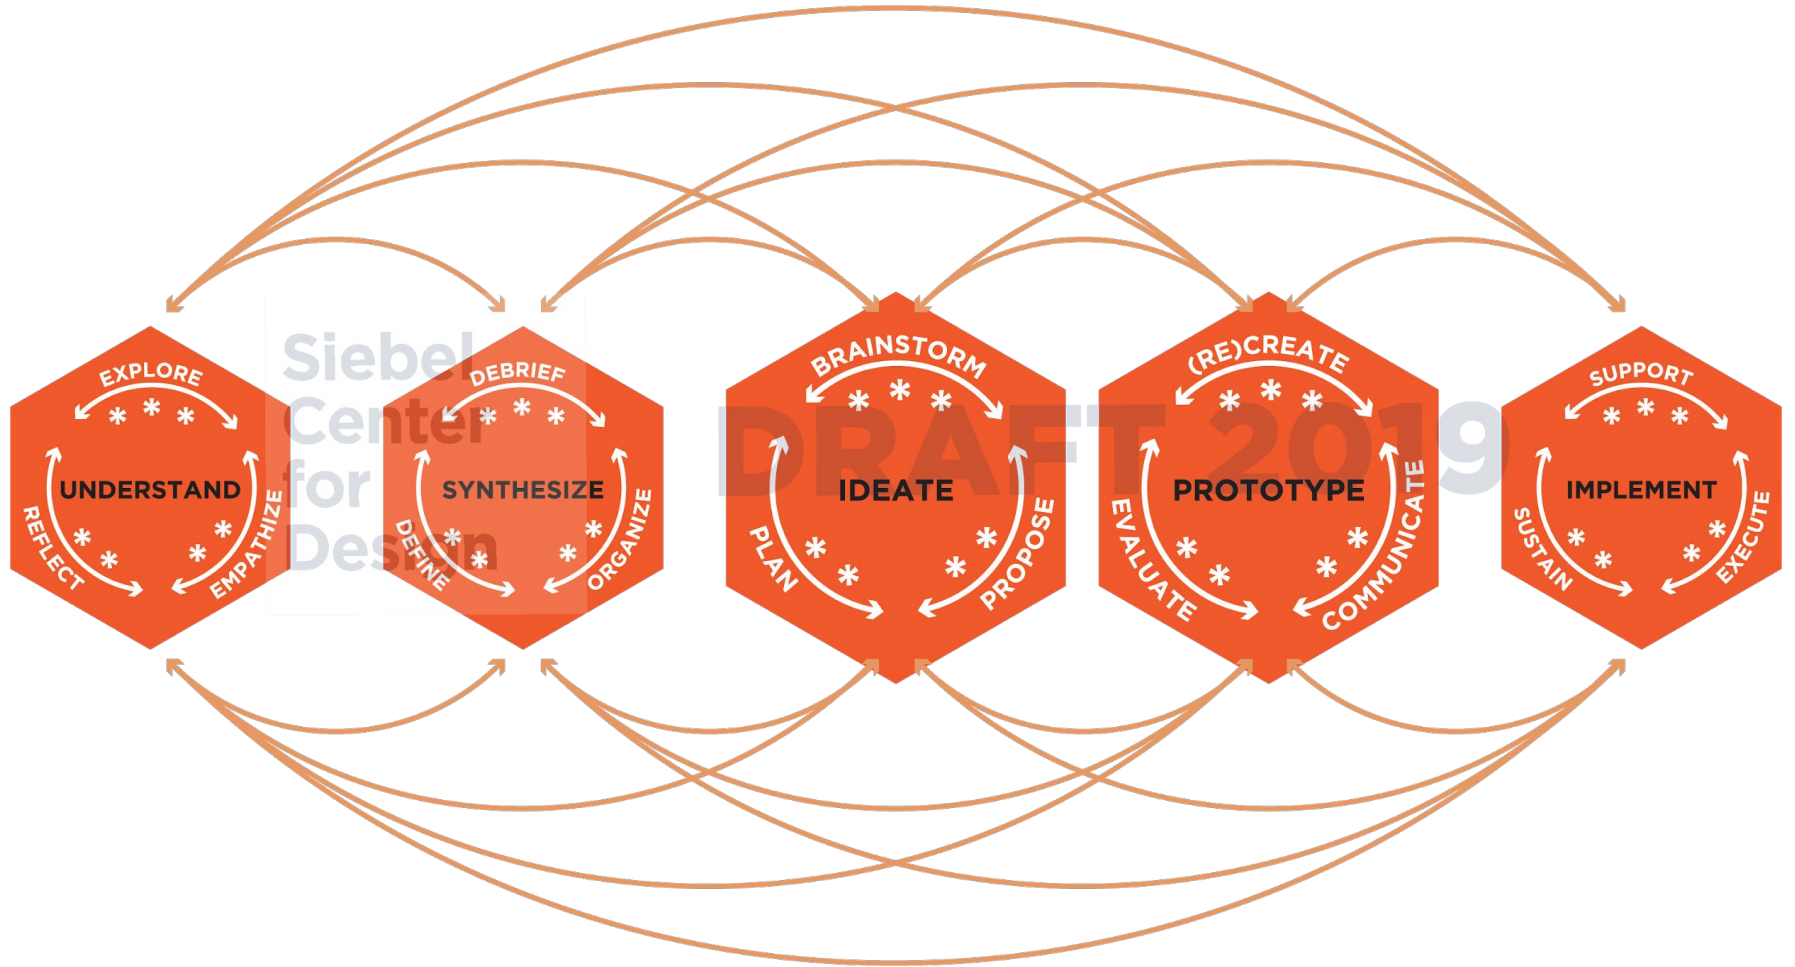 EXPLORE
UNDERSTAND
REFLECT
EMPATHIZE
Siebel
Center
for
Design
DEBRIEF
SYNTHESIZE
DEFINE
ORGANIZE
BRAINSTORM
IDEATE
PLAN
PROPOSE
DRAFT 2019
(RE)CREATE
PROTOTYPE
EVALUATE
COMMUNICATE
SUPPORT
IMPLEMENT
SUSTAIN
EXECUTE